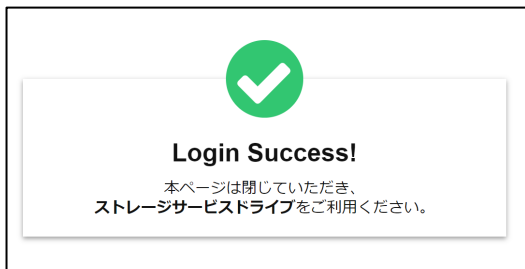 Login Success!
本ページは閉じていただき、
ストレージサービスドライブをご利用ください。